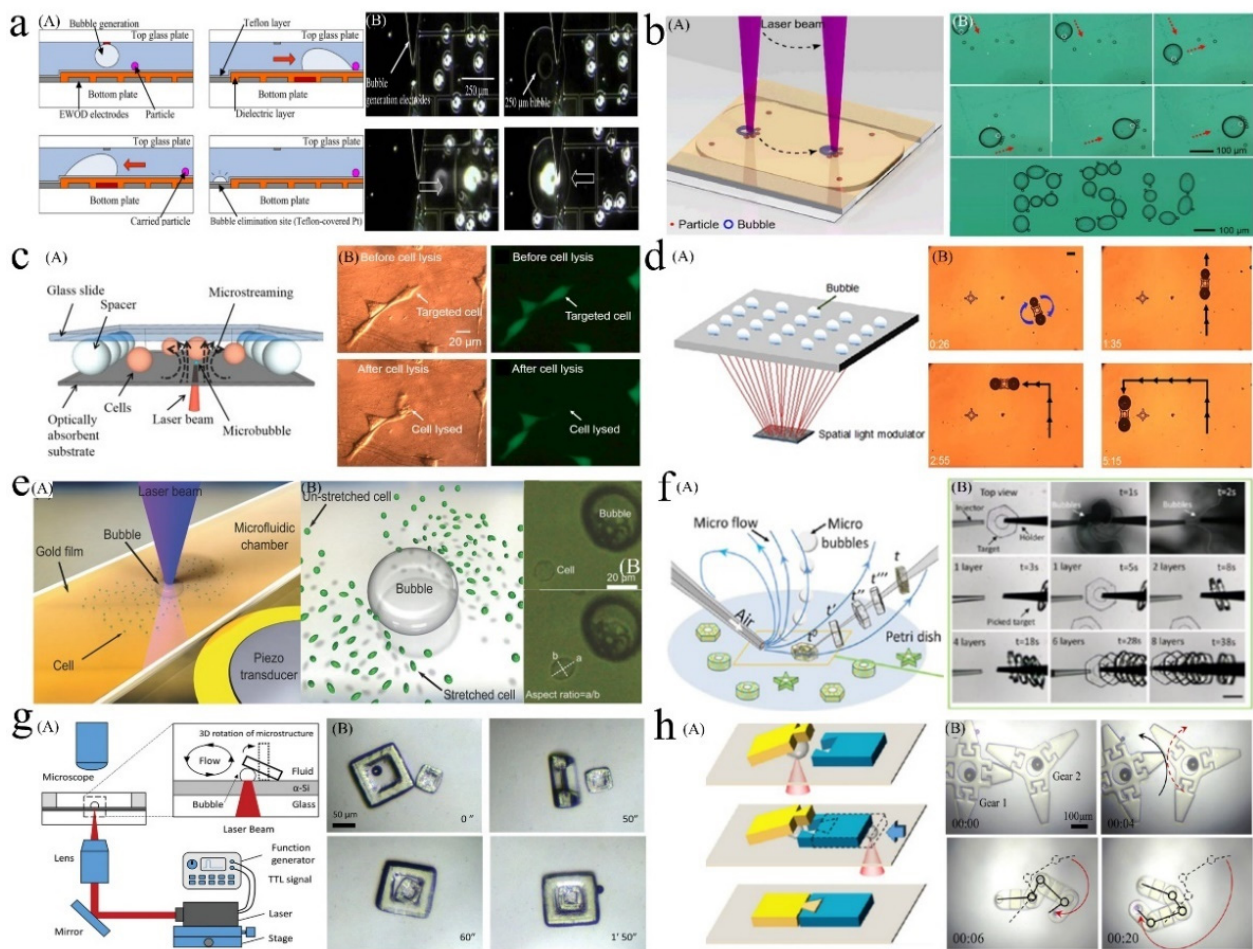 a
(A)
Bubble generation
Top glass plate
Teflon layer
Top glass plate
Bottom plate
EWOD electrodes
Particle
Dielectric layer
Bottom plate
Top glass plate
Top glass plate
Bottom plate
Carried particle
Bubble elimination site (Teflon-covered Pt)
(B)
Bubble
generation electrodes
250 μm
250 μm bubble
b
(A)
Laser beam
Particle
Bubble
(B)
100 μm
100 μm
c
(A)
Glass slide
Spacer
Microstreaming
Cells
Laser beam
Optically
absorbent
substrate
Microbubble
(B)
Before cell lysis
Targeted cell
20 μm
Before cell lysis
Targeted cell
After cell lysis
Cell lysed
After cell lysis
Cell lysed
d
(A)
Bubble
Spatial light modulator
(B)
0:26
1:35
2:55
5:15
e
(A)
Laser beam
Bubble
Microfluidic
chamber
Gold film
Cell
Piezo
transducer
(B)
Un-stretched cell
Bubble
Stretched cell
Bubble
(B
Cell
20 μm
b
a
Aspect ratio=a/b
f
(A)
Micro flow
Micro
bubbles
Air
t⁰
t'
t''
t'''
t
Petri dish
(B)
Top view
Injector
Target
Holder
t=1s
Bubbles
t=2s
Bubbles
1 layer
t=3s
Picked target
1 layer
t=5s
2 layers
t=8s
4 layers
t=18s
6 layers
t=28s
8 layers
t=38s
g
(A)
Microscope
3D rotation of microstructure
Flow
Fluid
α-Si
Glass
Bubble
Laser Beam
Lens
Function
generator
TTL signal
Laser
Mirror
Stage
(B)
50 μm
0 "
50"
60"
1' 50"
h
(A)
(B)
Gear 2
Gear 1
00:00
100μm
00:04
00:06
00:20